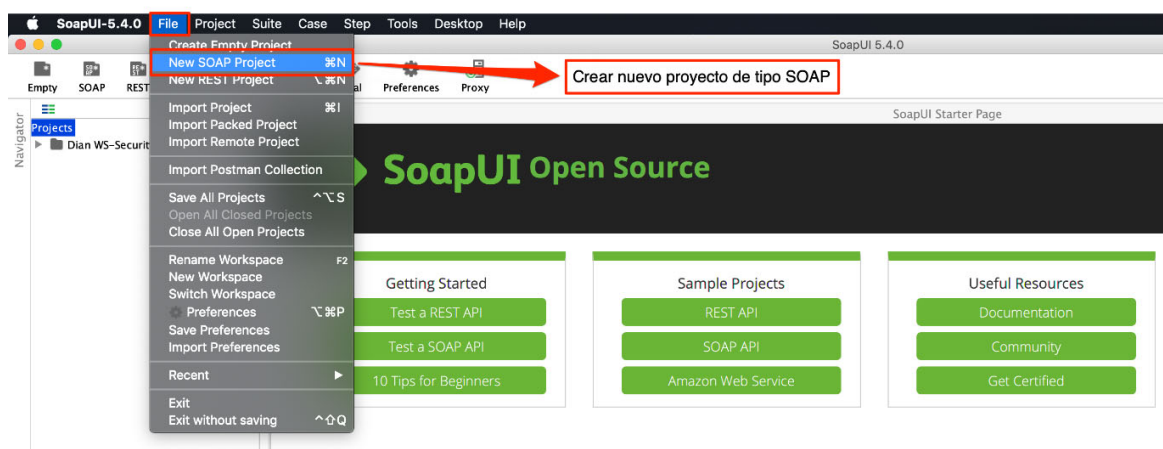 SoapUI-5.4.0 File Project Suite Case Step Tools Desktop Help
SoapUI 5.4.0
Empty SOAP REST al Preferences Proxy
Create Empty Project
New SOAP Project ⌘N
New REST Project ⌥⌘N
Import Project ⌘I
Import Packed Project
Import Remote Project
Import Postman Collection
Save All Projects ^⌥S
Open All Closed Projects
Close All Open Projects
Rename Workspace F2
New Workspace
Switch Workspace
Preferences ⌥⌘P
Save Preferences
Import Preferences
Recent ▶
Exit
Exit without saving ^⇧Q
Crear nuevo proyecto de tipo SOAP
Navigator
Projects
Dian WS-Securit
SoapUI Starter Page
SoapUI Open Source
Getting Started
Test a REST API
Test a SOAP API
10 Tips for Beginners
Sample Projects
REST API
SOAP API
Amazon Web Service
Useful Resources
Documentation
Community
Get Certified